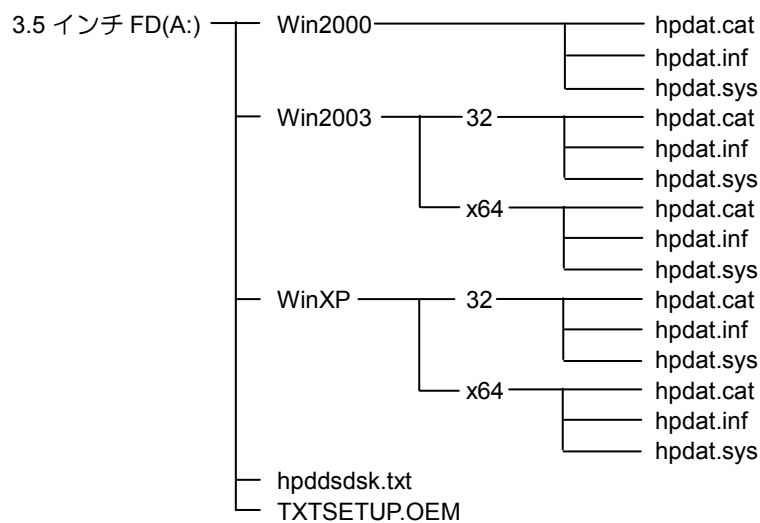 3.5 インチ FD(A:) Win2000 hpdat.cat
hpdat.inf
hpdat.sys
Win2003 32 hpdat.cat
hpdat.inf
hpdat.sys
x64 hpdat.cat
hpdat.inf
hpdat.sys
WinXP 32 hpdat.cat
hpdat.inf
hpdat.sys
x64 hpdat.cat
hpdat.inf
hpdat.sys
hpddsdsk.txt
TXTSETUP.OEM